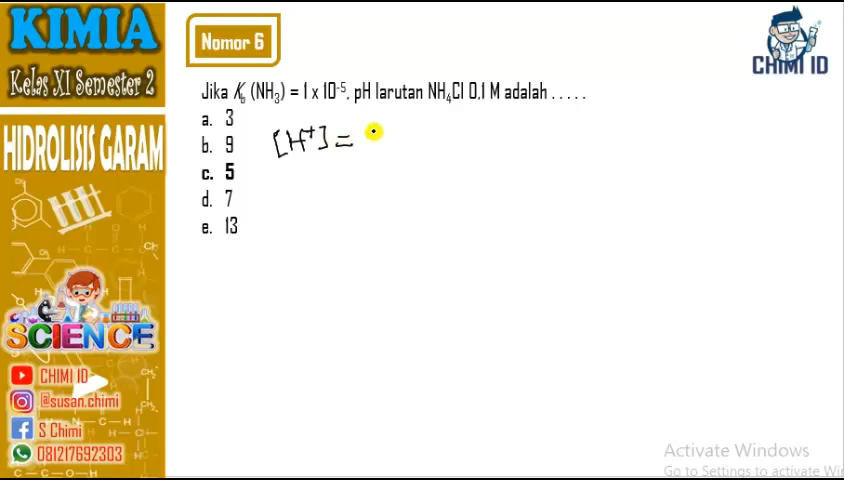 KIMIA
Kelas XI Semester 2
HIDROLISIS GARAM
SCIENCE
CHIMI ID
@susan.chimi
S Chimi
081217692303
Nomor 6
CHIMI ID
Jika K_b (NH₃) = 1 x 10⁻⁵, pH larutan NH₄Cl 0,1 M adalah . . . . .
a. 3
b. 9
c. 5
d. 7
e. 13
[H⁺] =
Activate Windows
Go to Settings to activate Wi